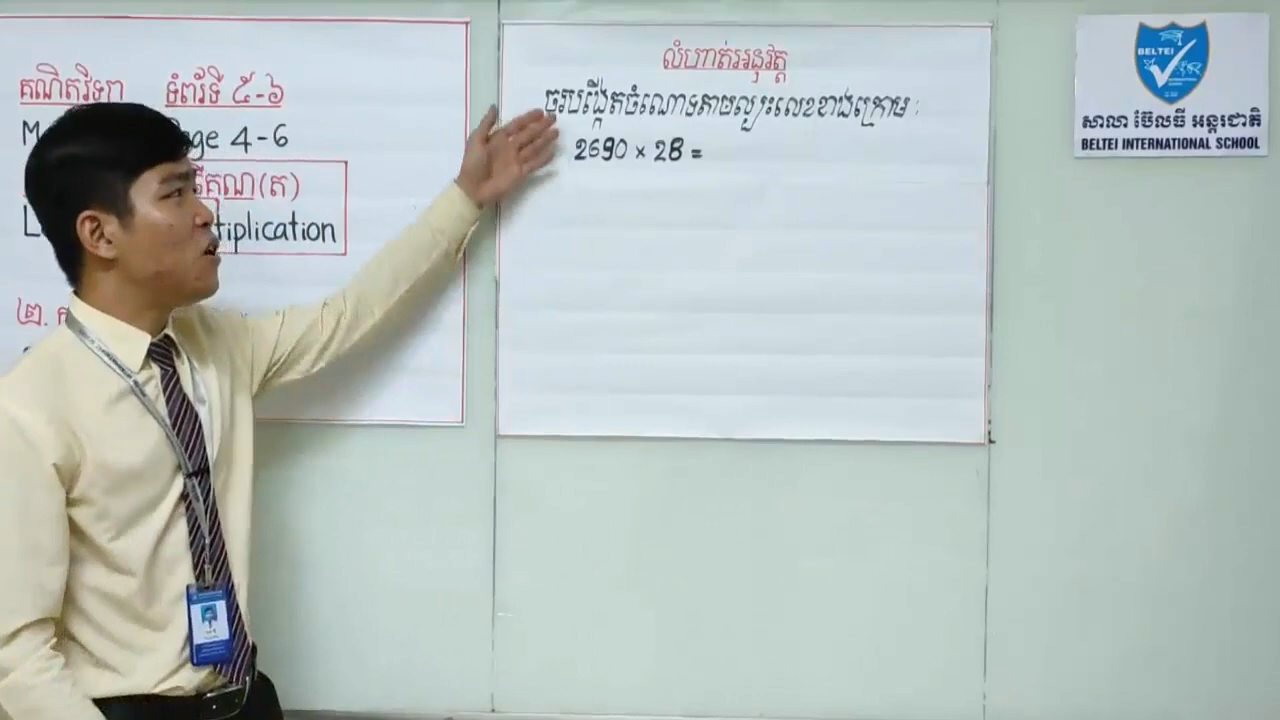 គណិតវិទ្យា ទំព័រទី ៥-៦
age 4-6
គុណ(ត)
tiplication
២.
លំហាត់អនុវត្ត
ចូរបង្កើតចំណោទតាមល្បះលេខខាងក្រោម :
2690 × 28 =
BELTEI
សាលា ប៊ែលធី អន្តរជាតិ
BELTEI INTERNATIONAL SCHOOL